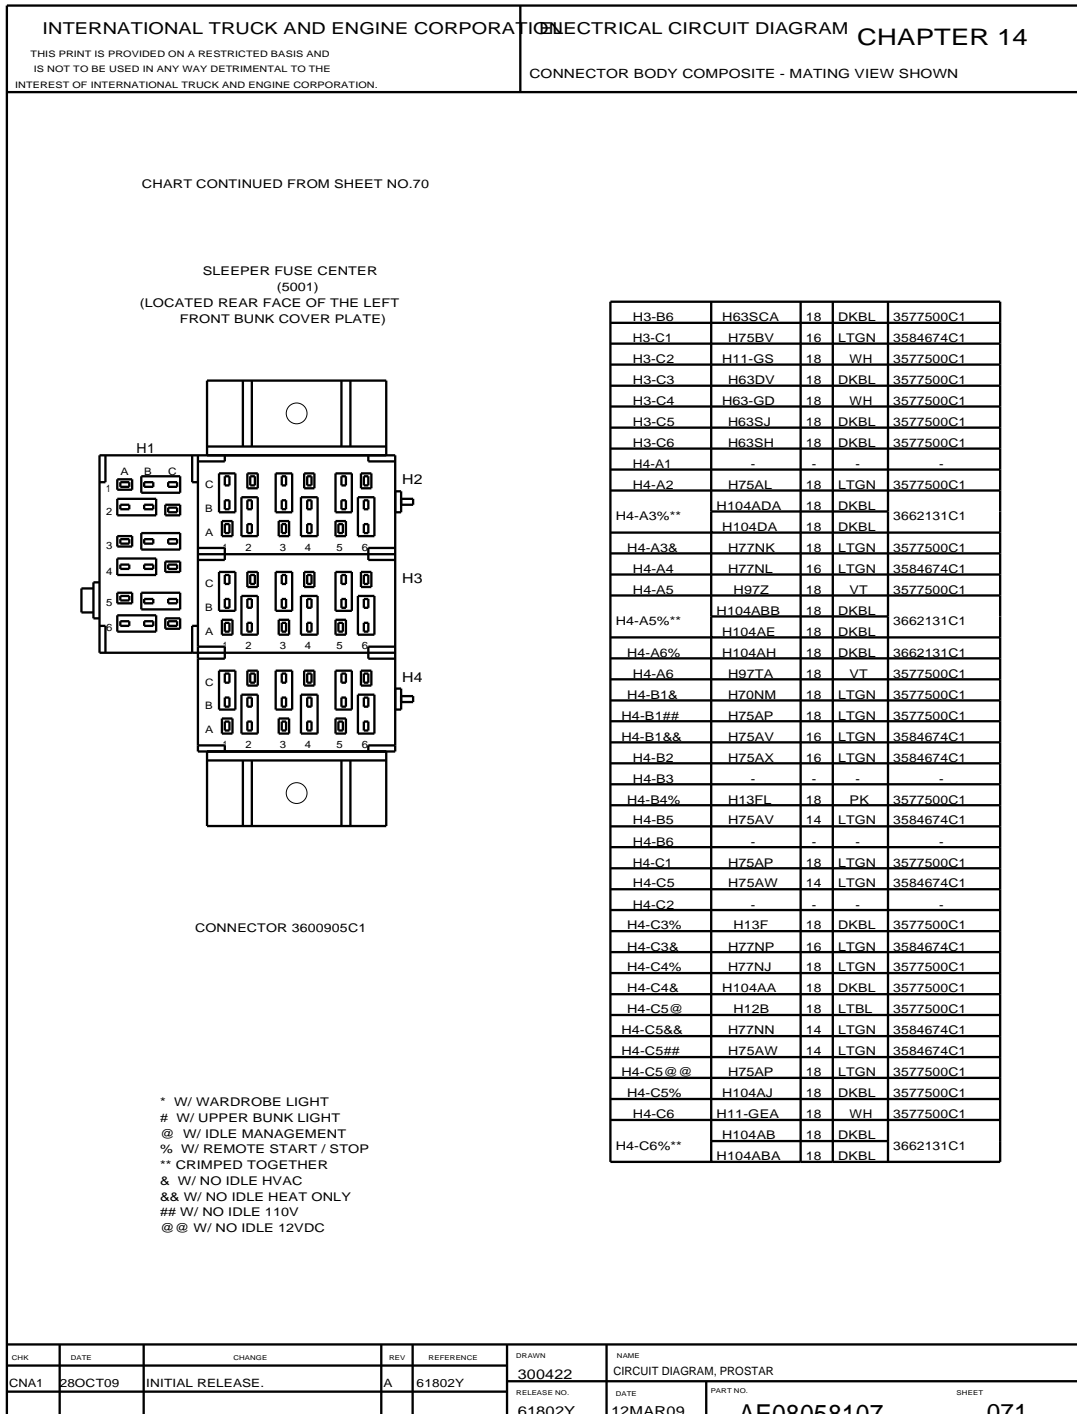 INTERNATIONAL TRUCK AND ENGINE CORPORATION
THIS PRINT IS PROVIDED ON A RESTRICTED BASIS AND
IS NOT TO BE USED IN ANY WAY DETRIMENTAL TO THE
INTEREST OF INTERNATIONAL TRUCK AND ENGINE CORPORATION.
ELECTRICAL CIRCUIT DIAGRAM
CHAPTER 14
CONNECTOR BODY COMPOSITE - MATING VIEW SHOWN
CHART CONTINUED FROM SHEET NO.70
SLEEPER FUSE CENTER
(5001)
(LOCATED REAR FACE OF THE LEFT
FRONT BUNK COVER PLATE)
H1
A B C
1
2
3
4
5
6
H2
C
B
A
1 2 3 4 5 6
H3
C
B
A
1 2 3 4 5 6
H4
C
B
A
1 2 3 4 5 6
CONNECTOR 3600905C1
H3-B6 H63SCA 18 DKBL 3577500C1
H3-C1 H75BV 16 LTGN 3584674C1
H3-C2 H11-GS 18 WH 3577500C1
H3-C3 H63DV 18 DKBL 3577500C1
H3-C4 H63-GD 18 WH 3577500C1
H3-C5 H63SJ 18 DKBL 3577500C1
H3-C6 H63SH 18 DKBL 3577500C1
H4-A1 - - - -
H4-A2 H75AL 18 LTGN 3577500C1
H4-A3%** H104ADA 18 DKBL 3662131C1
H104DA 18 DKBL
H4-A3& H77NK 18 LTGN 3577500C1
H4-A4 H77NL 16 LTGN 3584674C1
H4-A5 H97Z 18 VT 3577500C1
H4-A5%** H104ABB 18 DKBL 3662131C1
H104AE 18 DKBL
H4-A6% H104AH 18 DKBL 3662131C1
H4-A6 H97TA 18 VT 3577500C1
H4-B1& H70NM 18 LTGN 3577500C1
H4-B1## H75AP 18 LTGN 3577500C1
H4-B1&& H75AV 16 LTGN 3584674C1
H4-B2 H75AX 16 LTGN 3584674C1
H4-B3 - - - -
H4-B4% H13FL 18 PK 3577500C1
H4-B5 H75AV 14 LTGN 3584674C1
H4-B6 - - - -
H4-C1 H75AP 18 LTGN 3577500C1
H4-C5 H75AW 14 LTGN 3584674C1
H4-C2 - - - -
H4-C3% H13F 18 DKBL 3577500C1
H4-C3& H77NP 16 LTGN 3584674C1
H4-C4% H77NJ 18 LTGN 3577500C1
H4-C4& H104AA 18 DKBL 3577500C1
H4-C5@ H12B 18 LTBL 3577500C1
H4-C5&& H77NN 14 LTGN 3584674C1
H4-C5## H75AW 14 LTGN 3584674C1
H4-C5@@ H75AP 18 LTGN 3577500C1
H4-C5% H104AJ 18 DKBL 3577500C1
H4-C6 H11-GEA 18 WH 3577500C1
H4-C6%** H104AB 18 DKBL 3662131C1
H104ABA 18 DKBL
* W/ WARDROBE LIGHT
# W/ UPPER BUNK LIGHT
@ W/ IDLE MANAGEMENT
% W/ REMOTE START / STOP
** CRIMPED TOGETHER
& W/ NO IDLE HVAC
&& W/ NO IDLE HEAT ONLY
## W/ NO IDLE 110V
@@ W/ NO IDLE 12VDC
CHK DATE CHANGE REV REFERENCE
CNA1 28OCT09 INITIAL RELEASE. A 61802Y
DRAWN
300422
NAME
CIRCUIT DIAGRAM, PROSTAR
RELEASE NO.
61802Y
DATE
12MAR09
PART NO.
AE08058107
SHEET
071